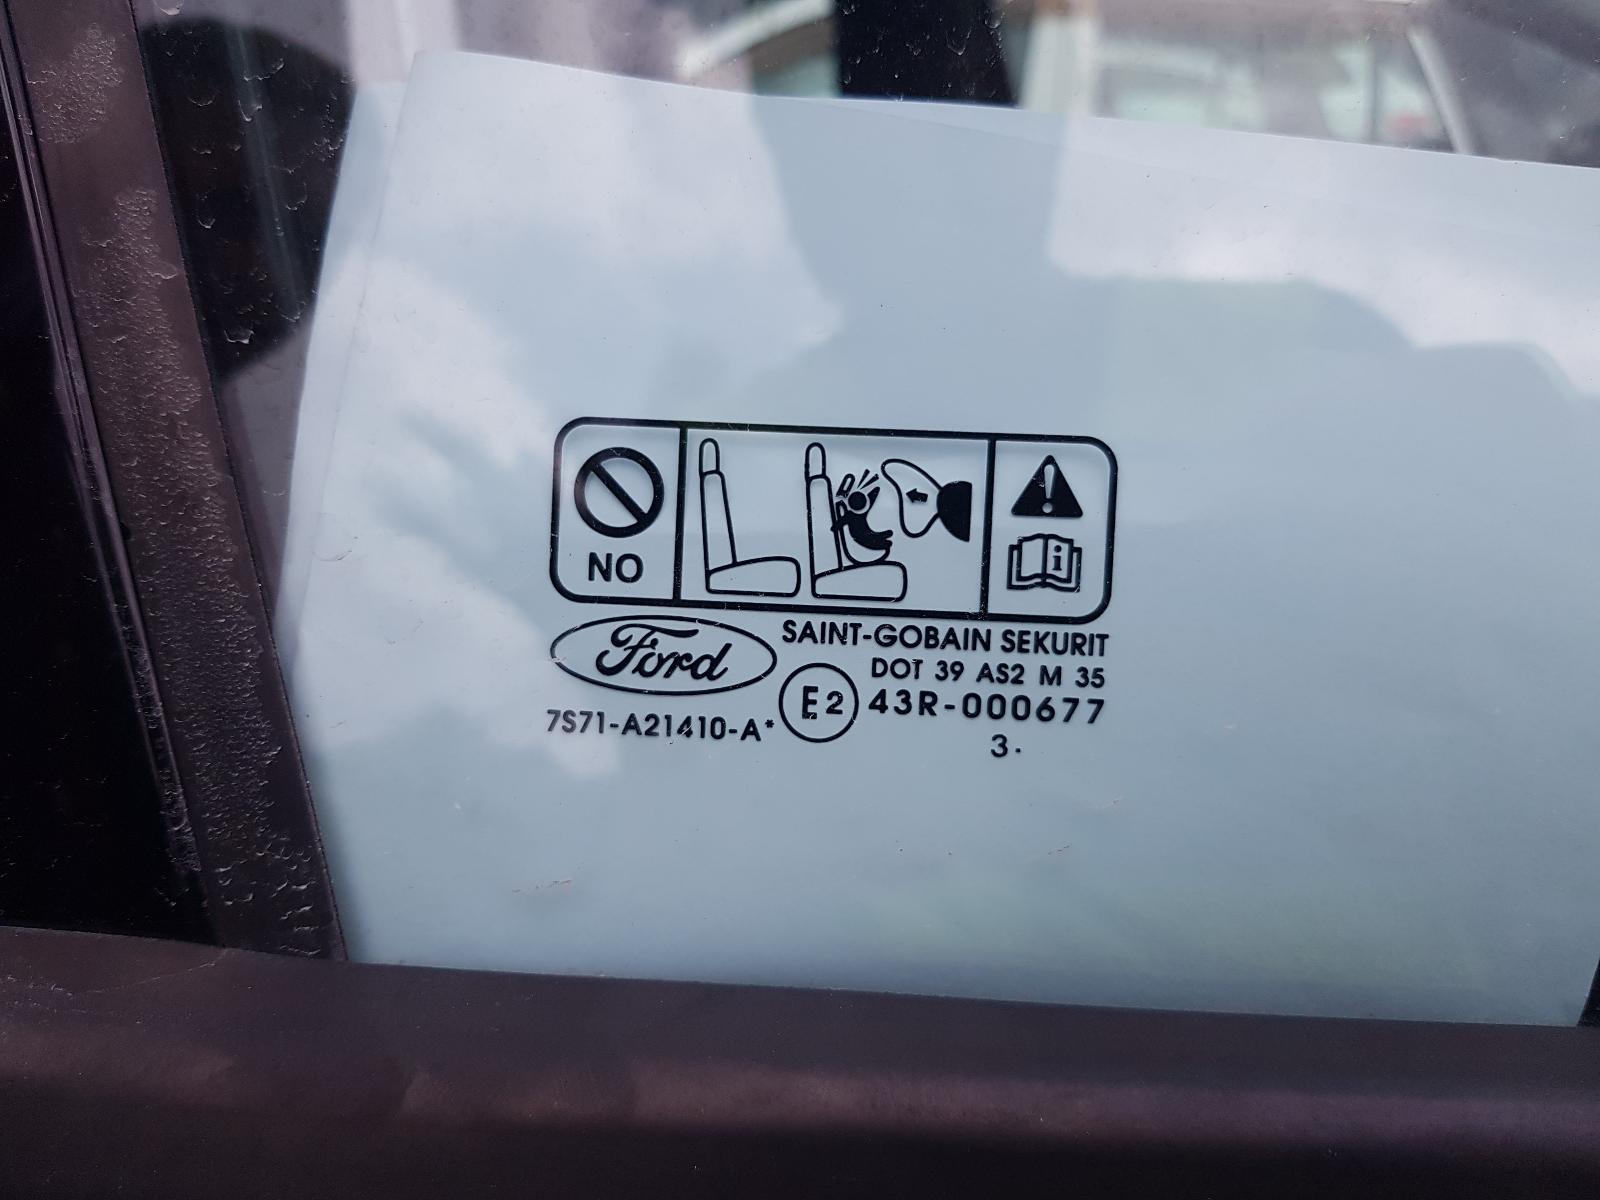 NO
Ford
SAINT-GOBAIN SEKURIT
DOT 39 AS2 M 35
E2 43R-000677
7S71-A21410-A*
3.